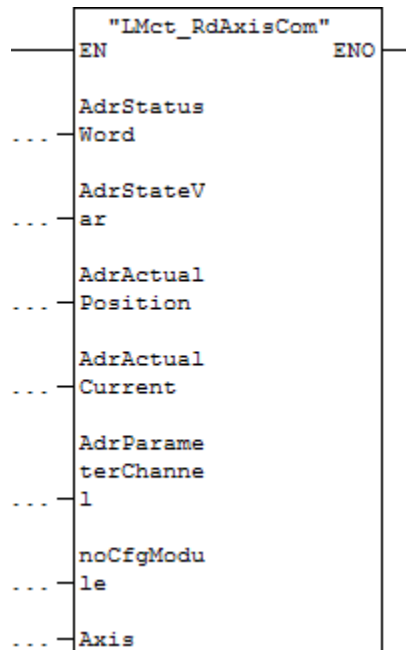 "LMct_RdAxisCom"
EN ENO
AdrStatus
... Word
AdrStateV
... ar
AdrActual
... Position
AdrActual
... Current
AdrParame
terChanne
... l
noCfgModu
... le
... Axis